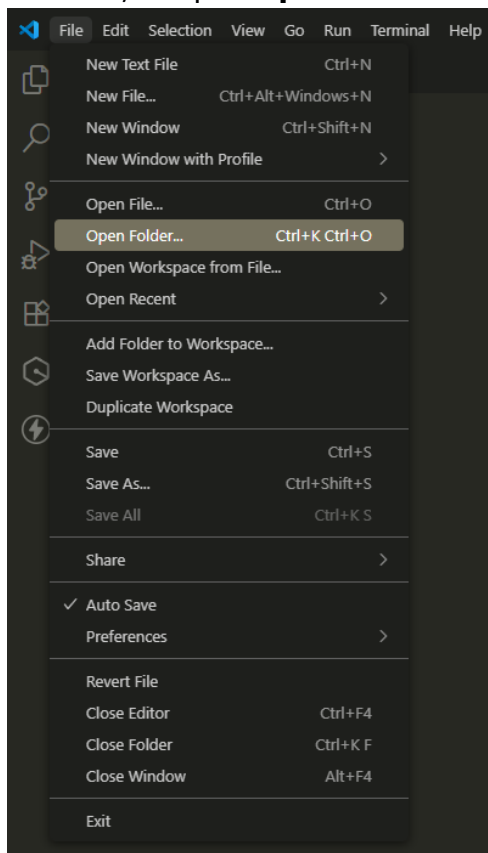 File Edit Selection View Go Run Terminal Help
New Text File Ctrl+N
New File... Ctrl+Alt+Windows+N
New Window Ctrl+Shift+N
New Window with Profile
Open File... Ctrl+O
Open Folder... Ctrl+K Ctrl+O
Open Workspace from File...
Open Recent
Add Folder to Workspace...
Save Workspace As...
Duplicate Workspace
Save Ctrl+S
Save As... Ctrl+Shift+S
Save All Ctrl+K S
Share
Auto Save
Preferences
Revert File
Close Editor Ctrl+F4
Close Folder Ctrl+K F
Close Window Alt+F4
Exit